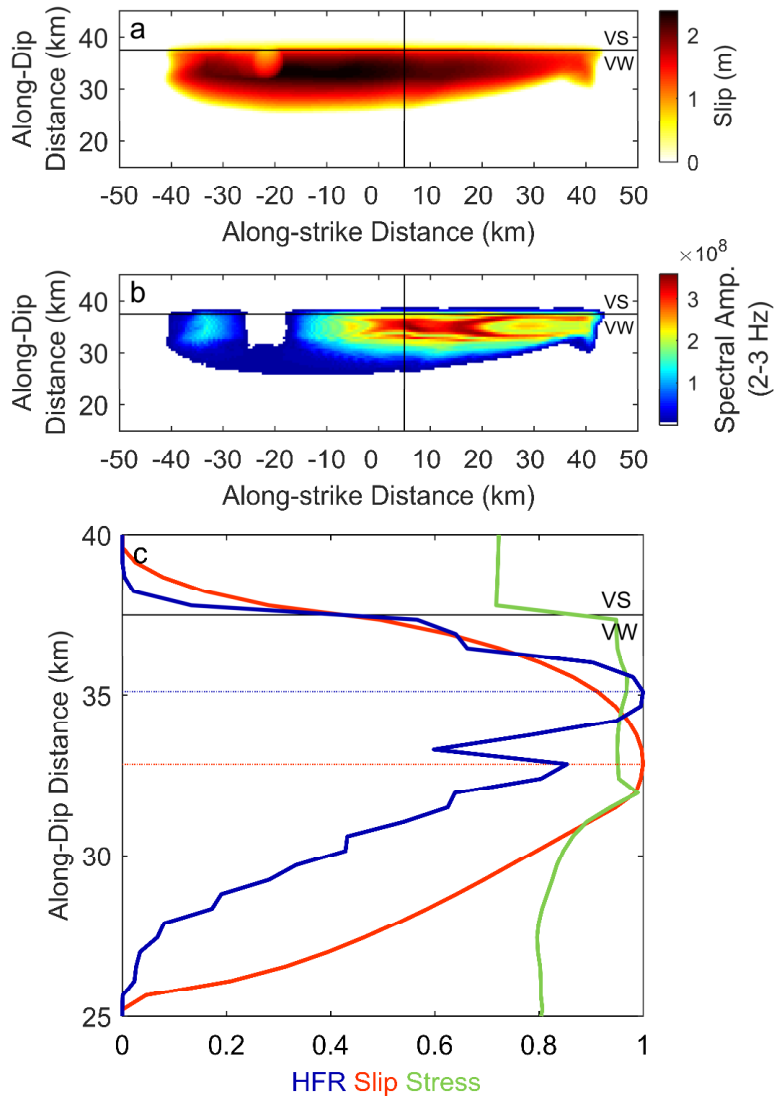 a
VS
VW
40
30
20
Along-Dip
Distance (km)
-50 -40 -30 -20 -10 0 10 20 30 40 50
Along-strike Distance (km)
2
1
0
Slip (m)
b
VS
VW
40
30
20
Along-Dip
Distance (km)
-50 -40 -30 -20 -10 0 10 20 30 40 50
Along-strike Distance (km)
×10⁸
3
2
1
Spectral Amp.
(2-3 Hz)
c
VS
VW
40
35
30
25
Along-Dip Distance (km)
0 0.2 0.4 0.6 0.8 1
HFR Slip Stress